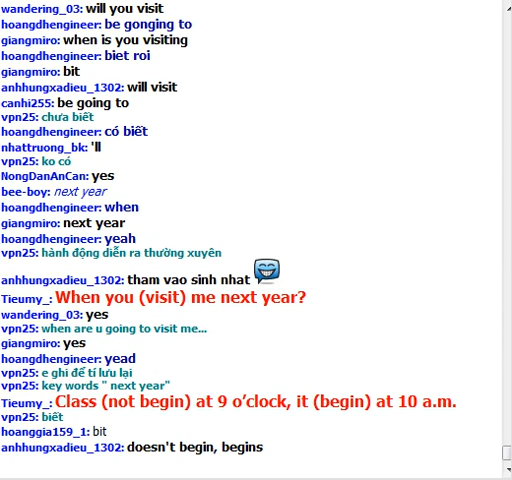 wandering_03: will you visit
hoangdhengineer: be gonging to
giangmiro: when is you visiting
hoangdhengineer: biet roi
giangmiro: bit
anhhungxadieu_1302: will visit
canhi255: be going to
vpn25: chưa biết
hoangdhengineer: có biết
nhattruong_bk: 'll
vpn25: ko có
NongDanAnCan: yes
bee-boy: next year
hoangdhengineer: when
giangmiro: next year
hoangdhengineer: yeah
vpn25: hành động diễn ra thường xuyên
anhhungxadieu_1302: tham vao sinh nhat
Tieumy_: When you (visit) me next year?
wandering_03: yes
vpn25: when are u going to visit me...
giangmiro: yes
hoangdhengineer: yead
vpn25: e ghi để tí lưu lại
vpn25: key words " next year"
Tieumy_: Class (not begin) at 9 o’clock, it (begin) at 10 a.m.
vpn25: biết
hoanggia159_1: bit
anhhungxadieu_1302: doesn't begin, begins